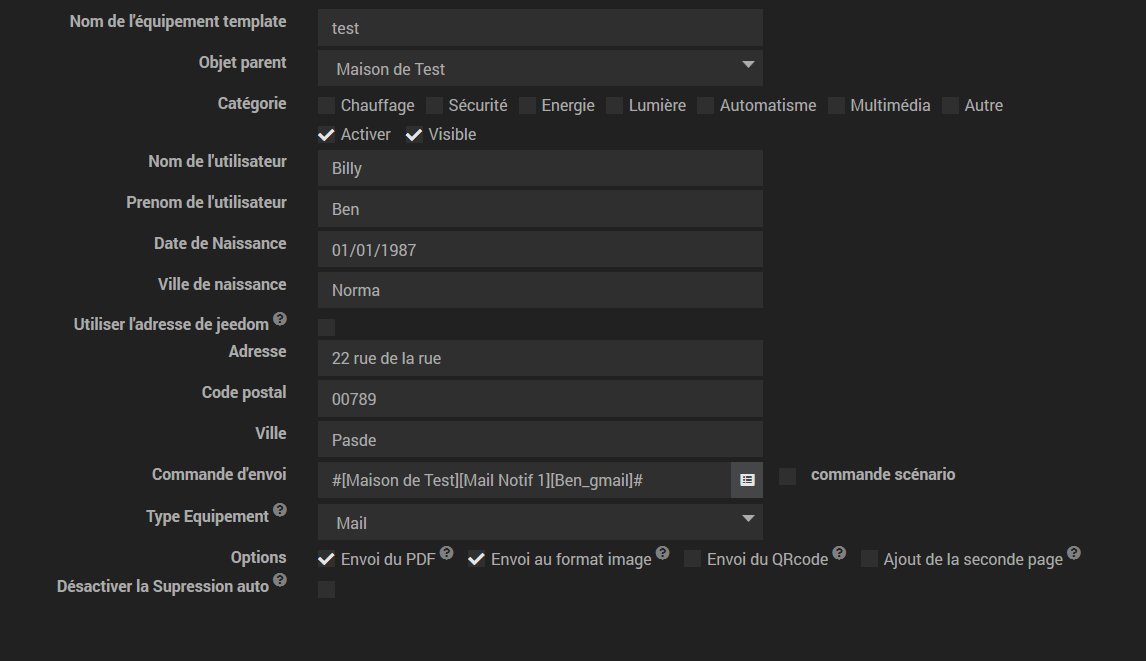 Nom de l'équipement template test
Objet parent Maison de Test
Catégorie Chauffage Sécurité Energie Lumière Automatisme Multimédia Autre
Activer Visible
Nom de l'utilisateur Billy
Prenom de l'utilisateur Ben
Date de Naissance 01/01/1987
Ville de naissance Norma
Utiliser l'adresse de jeedom ?
Adresse 22 rue de la rue
Code postal 00789
Ville Pasde
Commande d'envoi #[Maison de Test][Mail Notif 1][Ben_gmail]# commande scénario
Type Equipement ? Mail
Options Envoi du PDF ? Envoi au format image ? Envoi du QRcode ? Ajout de la seconde page ?
Désactiver la Supression auto ?